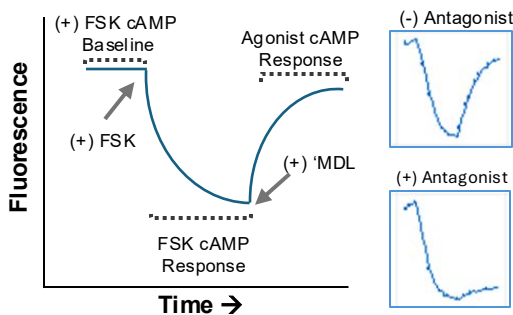 (+) FSK cAMP
Baseline
Agonist cAMP
Response
(+) FSK
(+) ‘MDL
FSK cAMP
Response
Fluorescence
Time →
(-) Antagonist
(+) Antagonist